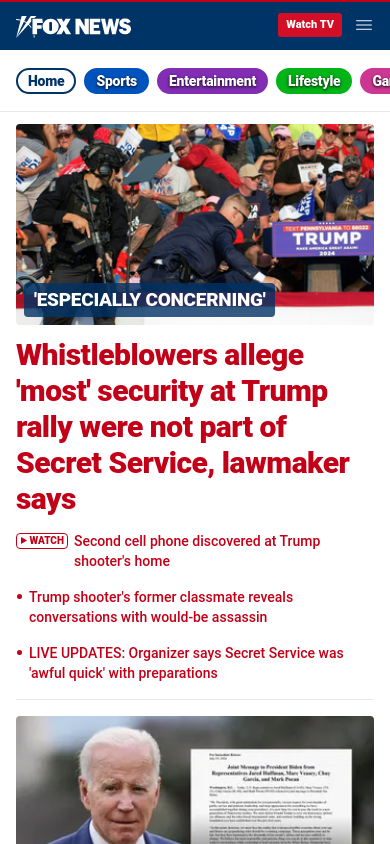 FOX NEWS
Watch TV
Home
Sports
Entertainment
Lifestyle
TEXT PENNSYLVANIA TO 88022
TRUMP
MAKE AMERICA GREAT AGAIN!
2024
'ESPECIALLY CONCERNING'
Whistleblowers allege
'most' security at Trump
rally were not part of
Secret Service, lawmaker
says
WATCH
Second cell phone discovered at Trump
shooter's home
• Trump shooter's former classmate reveals
conversations with would-be assassin
• LIVE UPDATES: Organizer says Secret Service was
'awful quick' with preparations
For Immediate Release
Joint Message to President Biden from
Representatives Jared Huffman, Marc Veasey, Chuy
Garcia, and Mark Pocan